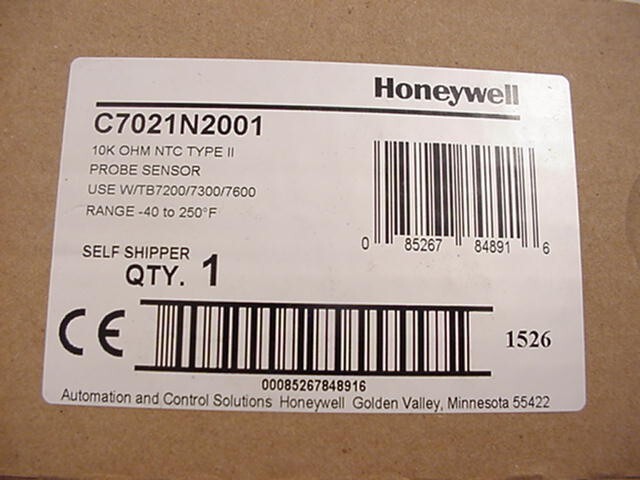 Honeywell
C7021N2001
10K OHM NTC TYPE II
PROBE SENSOR
USE W/TB7200/7300/7600
RANGE -40 to 250°F
0 85267 84891 6
SELF SHIPPER
QTY. 1
CE
1526
00085267848916
Automation and Control Solutions Honeywell Golden Valley, Minnesota 55422